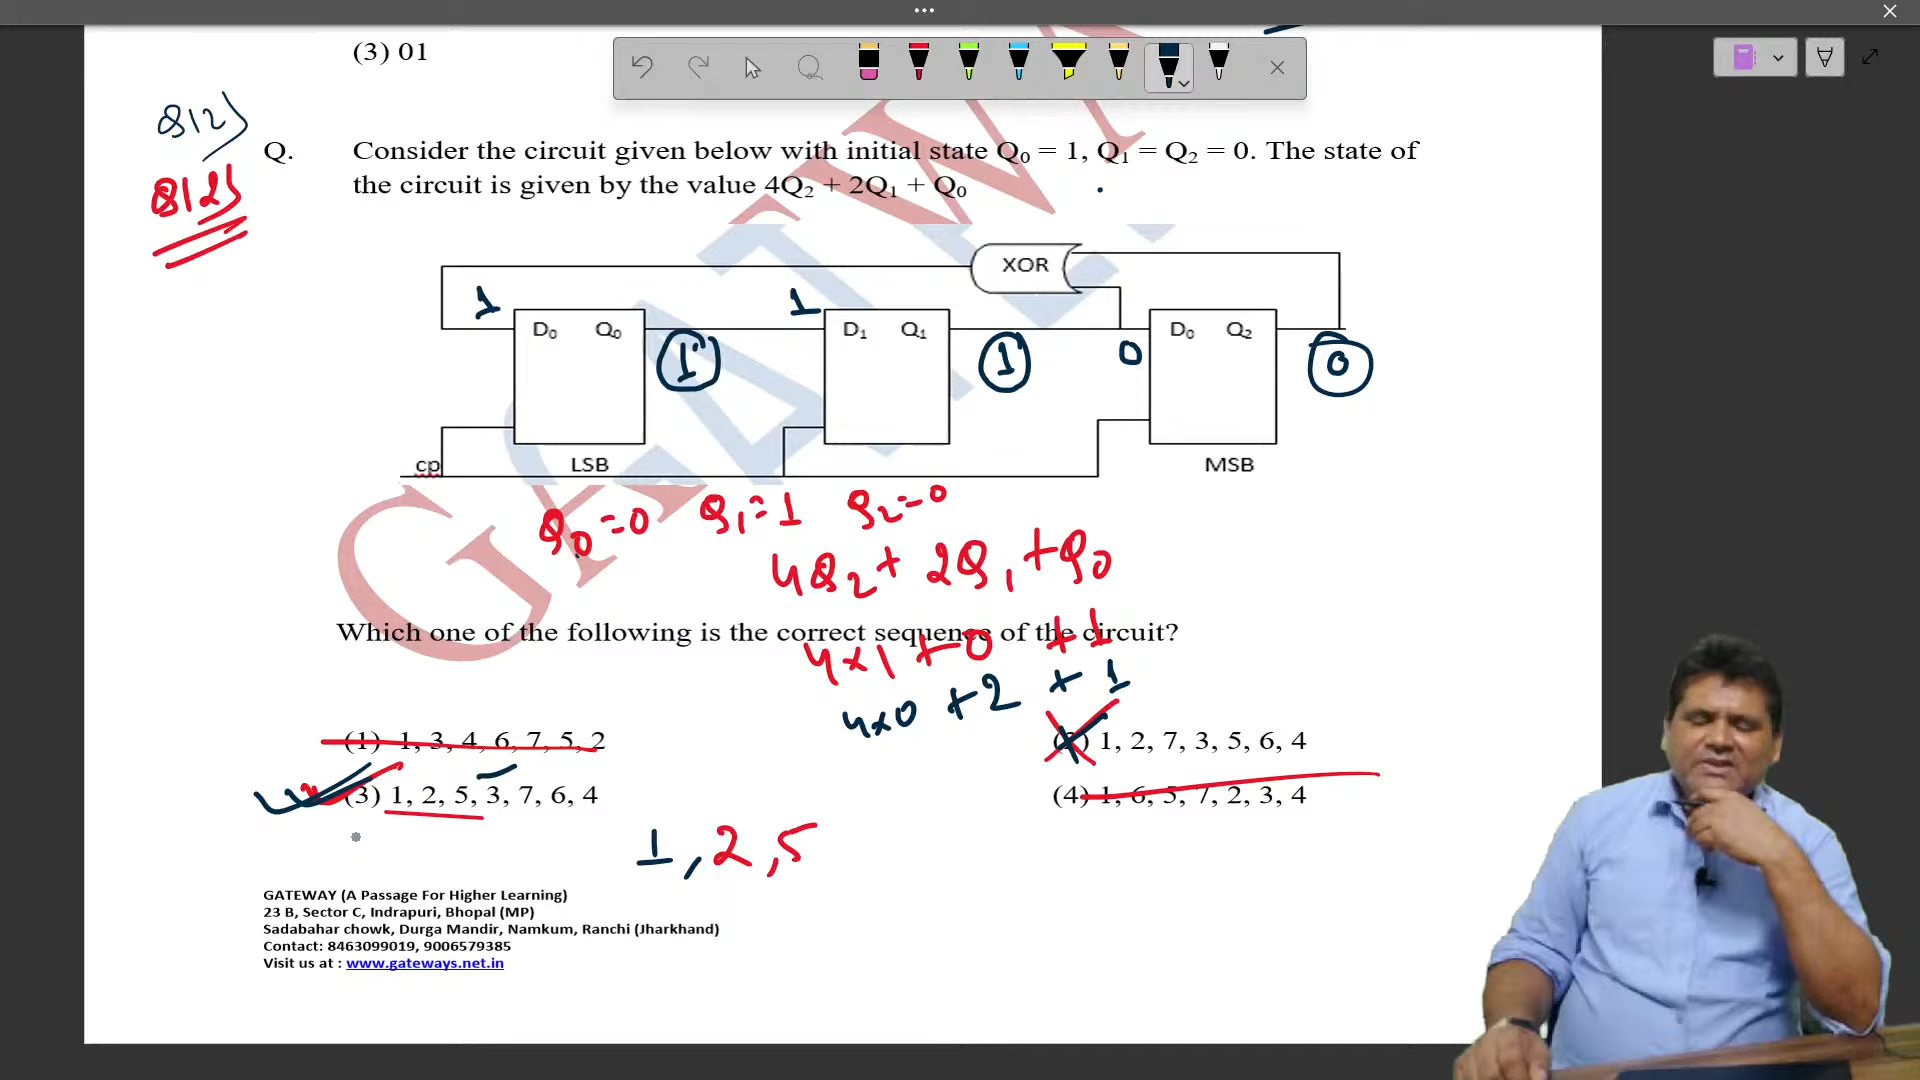 (3) 01
Q(2)
Q(2)
Q. Consider the circuit given below with initial state Q₀ = 1, Q₁ = Q₂ = 0. The state of
the circuit is given by the value 4Q₂ + 2Q₁ + Q₀
XOR
1 1
D₀ Q₀ D₁ Q₁ D₀ Q₂
1 1 0 0
cp LSB MSB
Q₀=0 Q₁=1 Q₂=0
4Q₂ + 2Q₁ + Q₀
Which one of the following is the correct sequence of the circuit?
4×1 + 0 + 1
4×0 + 2 + 1
(1) 1, 3, 4, 6, 7, 5, 2
(2) 1, 2, 7, 3, 5, 6, 4
(3) 1, 2, 5, 3, 7, 6, 4
(4) 1, 6, 5, 7, 2, 3, 4
1, 2, 5
GATEWAY (A Passage For Higher Learning)
23 B, Sector C, Indrapuri, Bhopal (MP)
Sadabahar chowk, Durga Mandir, Namkum, Ranchi (Jharkhand)
Contact: 8463099019, 9006579385
Visit us at : www.gateways.net.in
GATEW